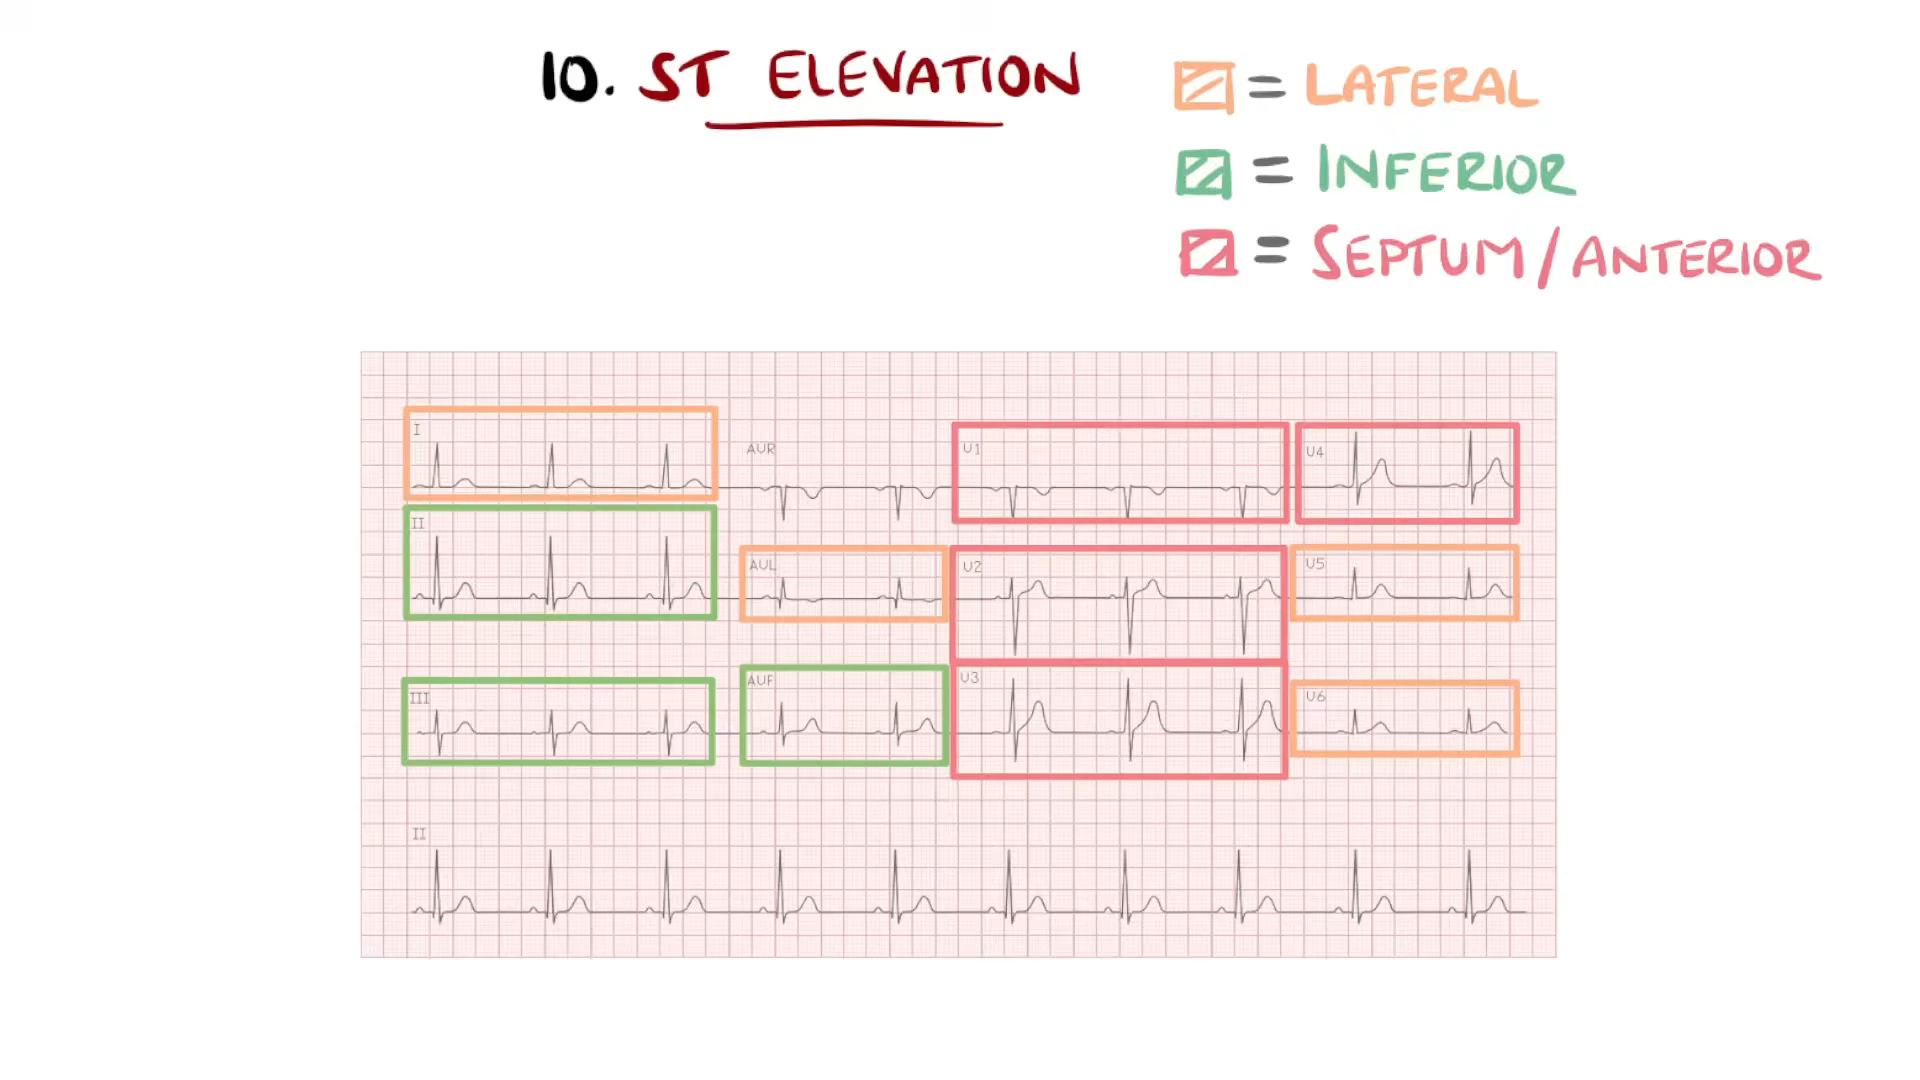 10. ST ELEVATION
= LATERAL
= INFERIOR
= SEPTUM/ANTERIOR
I
AVR
V1
V4
II
AVL
V2
V5
III
AVF
V3
V6
II